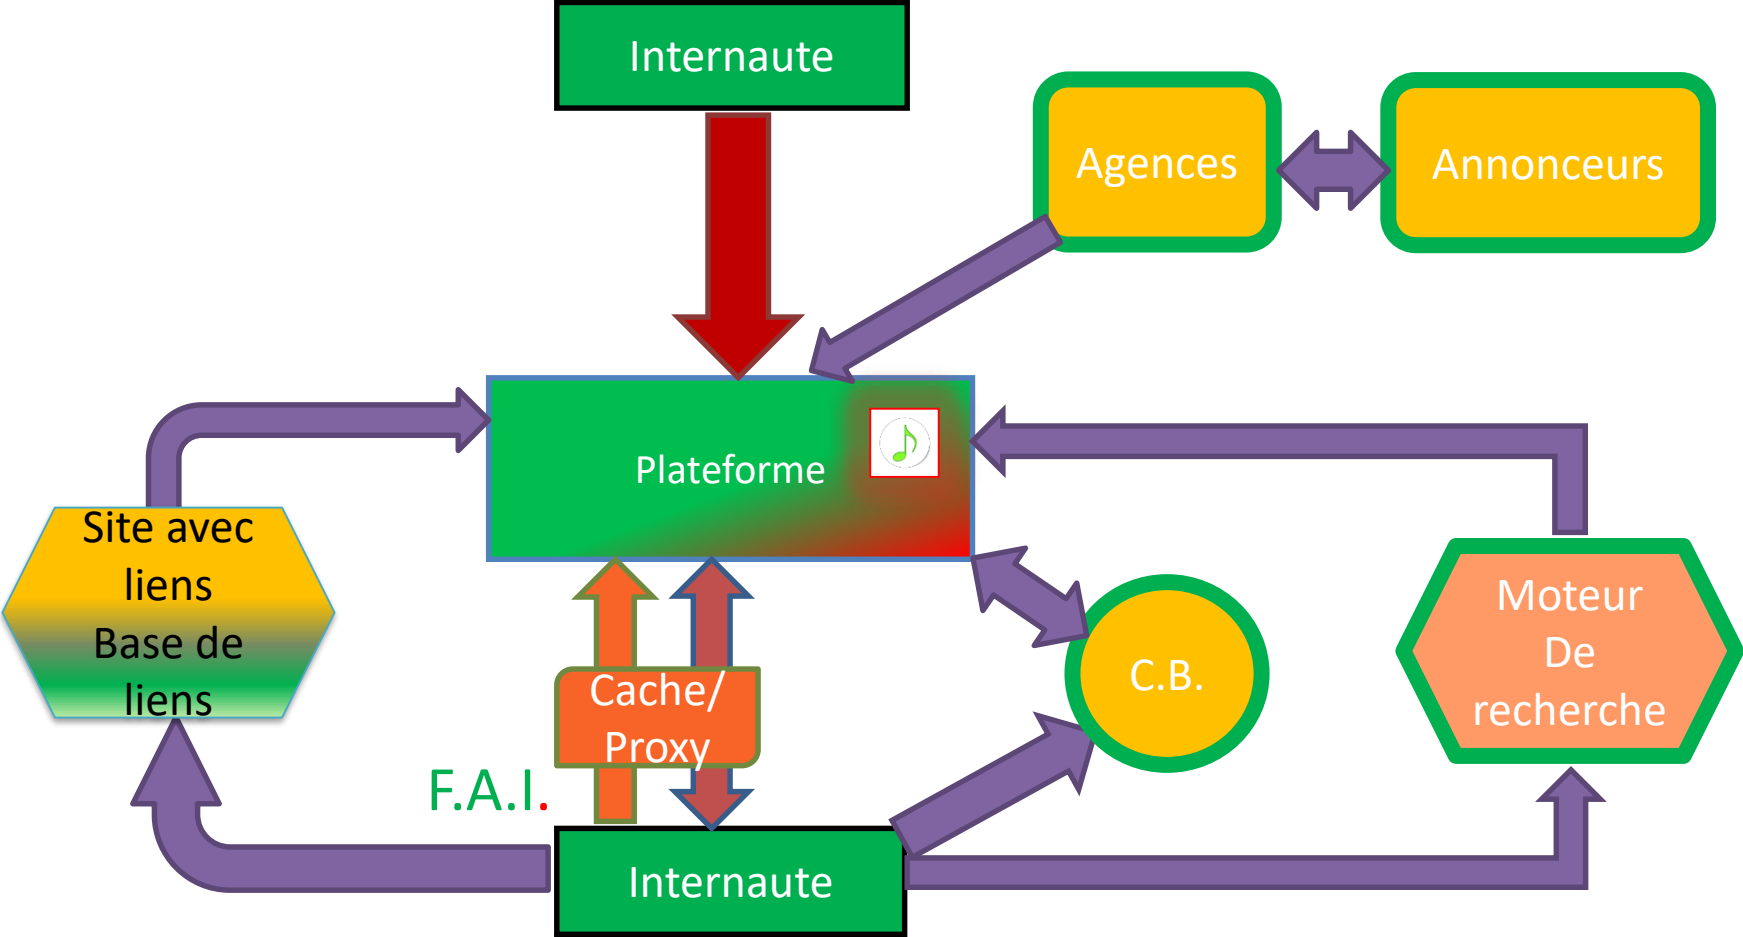 Internaute
Agences
Annonceurs
Plateforme
Site avec
liens
Base de
liens
Cache/
Proxy
C.B.
Moteur
De
recherche
F.A.I.
Internaute